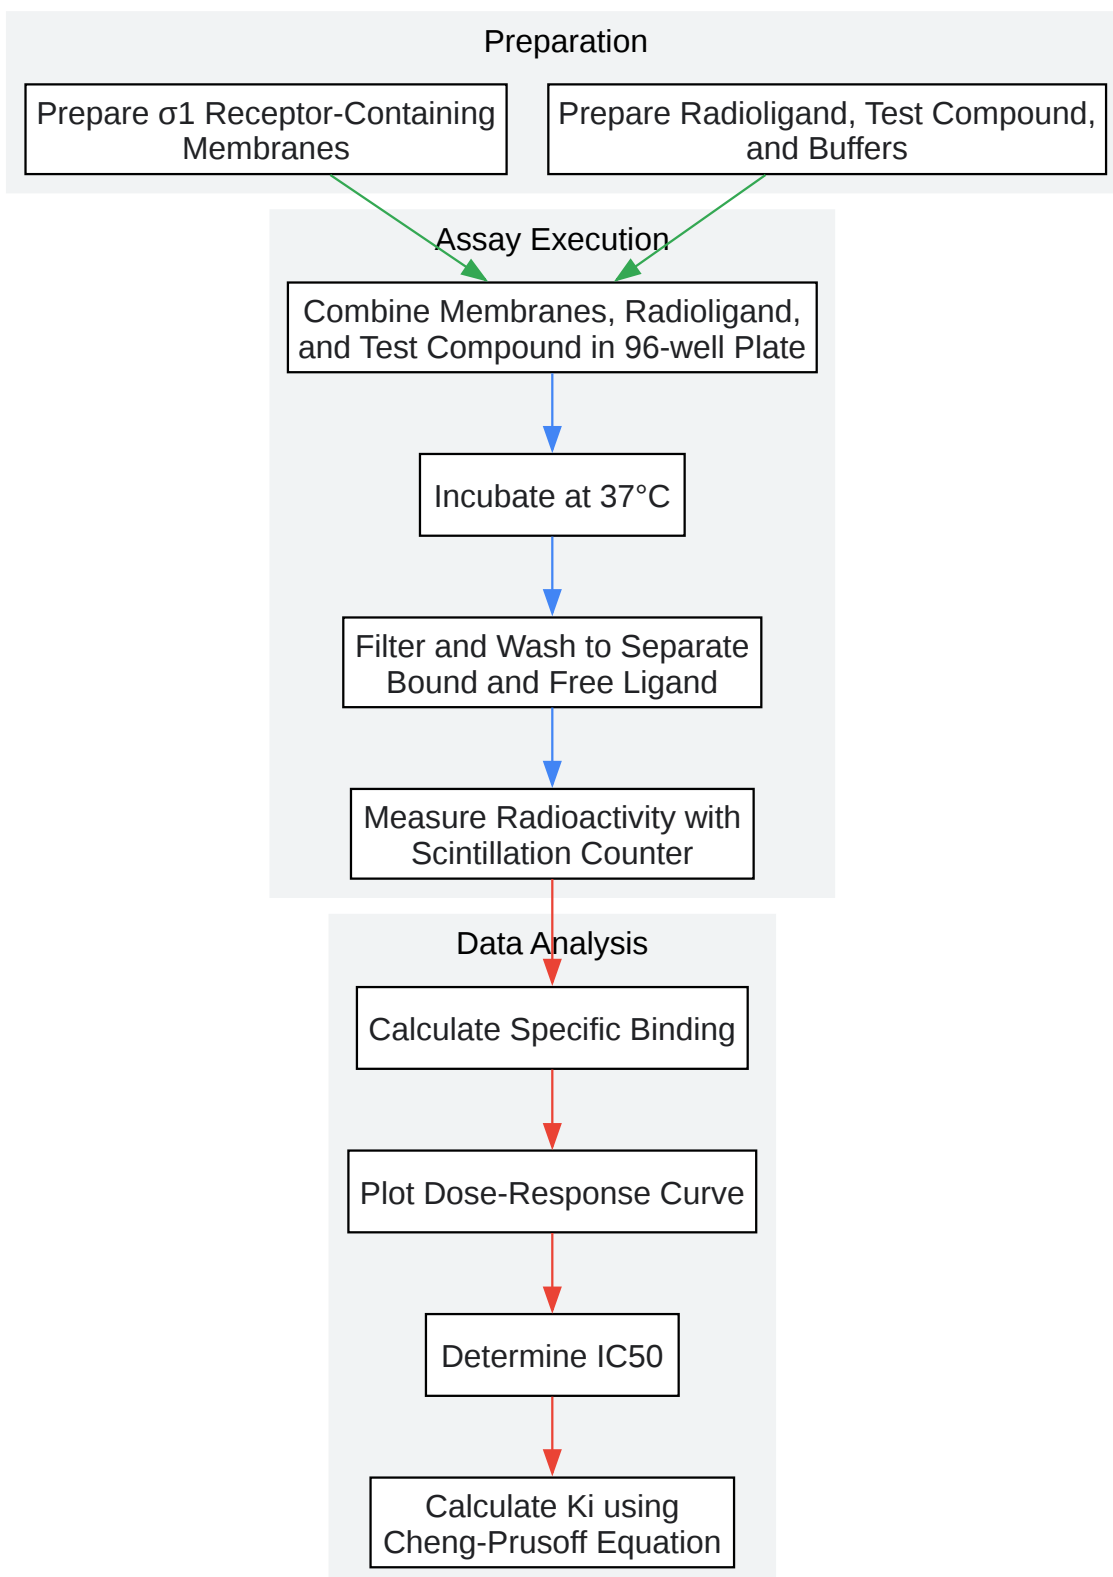 Preparation
Prepare σ1 Receptor-Containing
Membranes
Prepare Radioligand, Test Compound,
and Buffers
Assay Execution
Combine Membranes, Radioligand,
and Test Compound in 96-well Plate
Incubate at 37°C
Filter and Wash to Separate
Bound and Free Ligand
Measure Radioactivity with
Scintillation Counter
Data Analysis
Calculate Specific Binding
Plot Dose-Response Curve
Determine IC50
Calculate Ki using
Cheng-Prusoff Equation